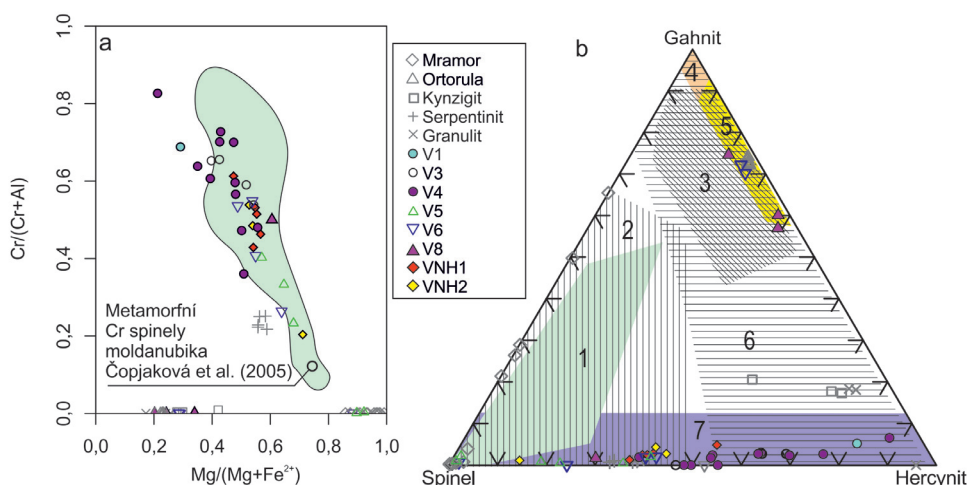 a
1,0
0,8
0,6
0,4
0,2
0,0
Cr/(Cr+Al)
0,0
0,2
0,4
0,6
0,8
1,0
Mg/(Mg+Fe²⁺)
Metamorfní
Cr spinely
moldanubika
Čopjaková et al. (2005)
Mramor
Ortorula
Kynzigit
Serpentinit
Granulit
V1
V3
V4
V5
V6
V8
VNH1
VNH2
b
Gahnit
4
5
3
2
1
6
7
Spinel
Hercynit